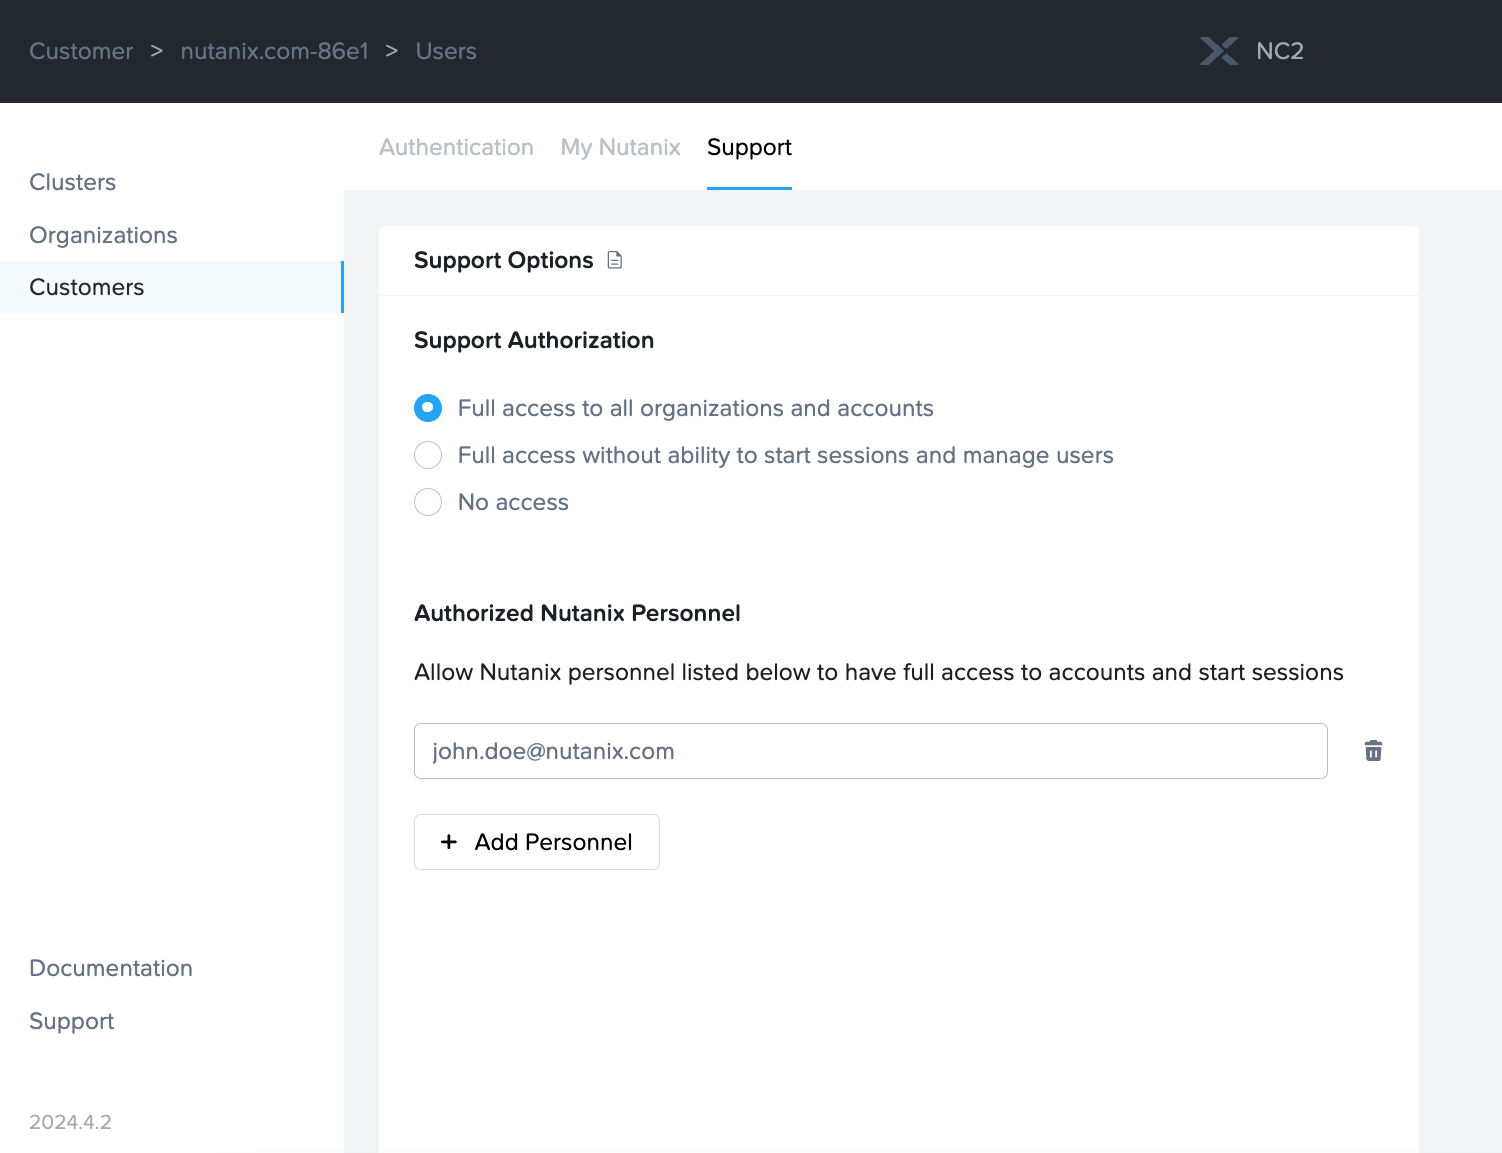 Customer > nutanix.com-86e1 > Users
NC2
Authentication My Nutanix Support
Clusters
Organizations
Customers
Support Options
Support Authorization
Full access to all organizations and accounts
Full access without ability to start sessions and manage users
No access
Authorized Nutanix Personnel
Allow Nutanix personnel listed below to have full access to accounts and start sessions
john.doe@nutanix.com
+ Add Personnel
Documentation
Support
2024.4.2